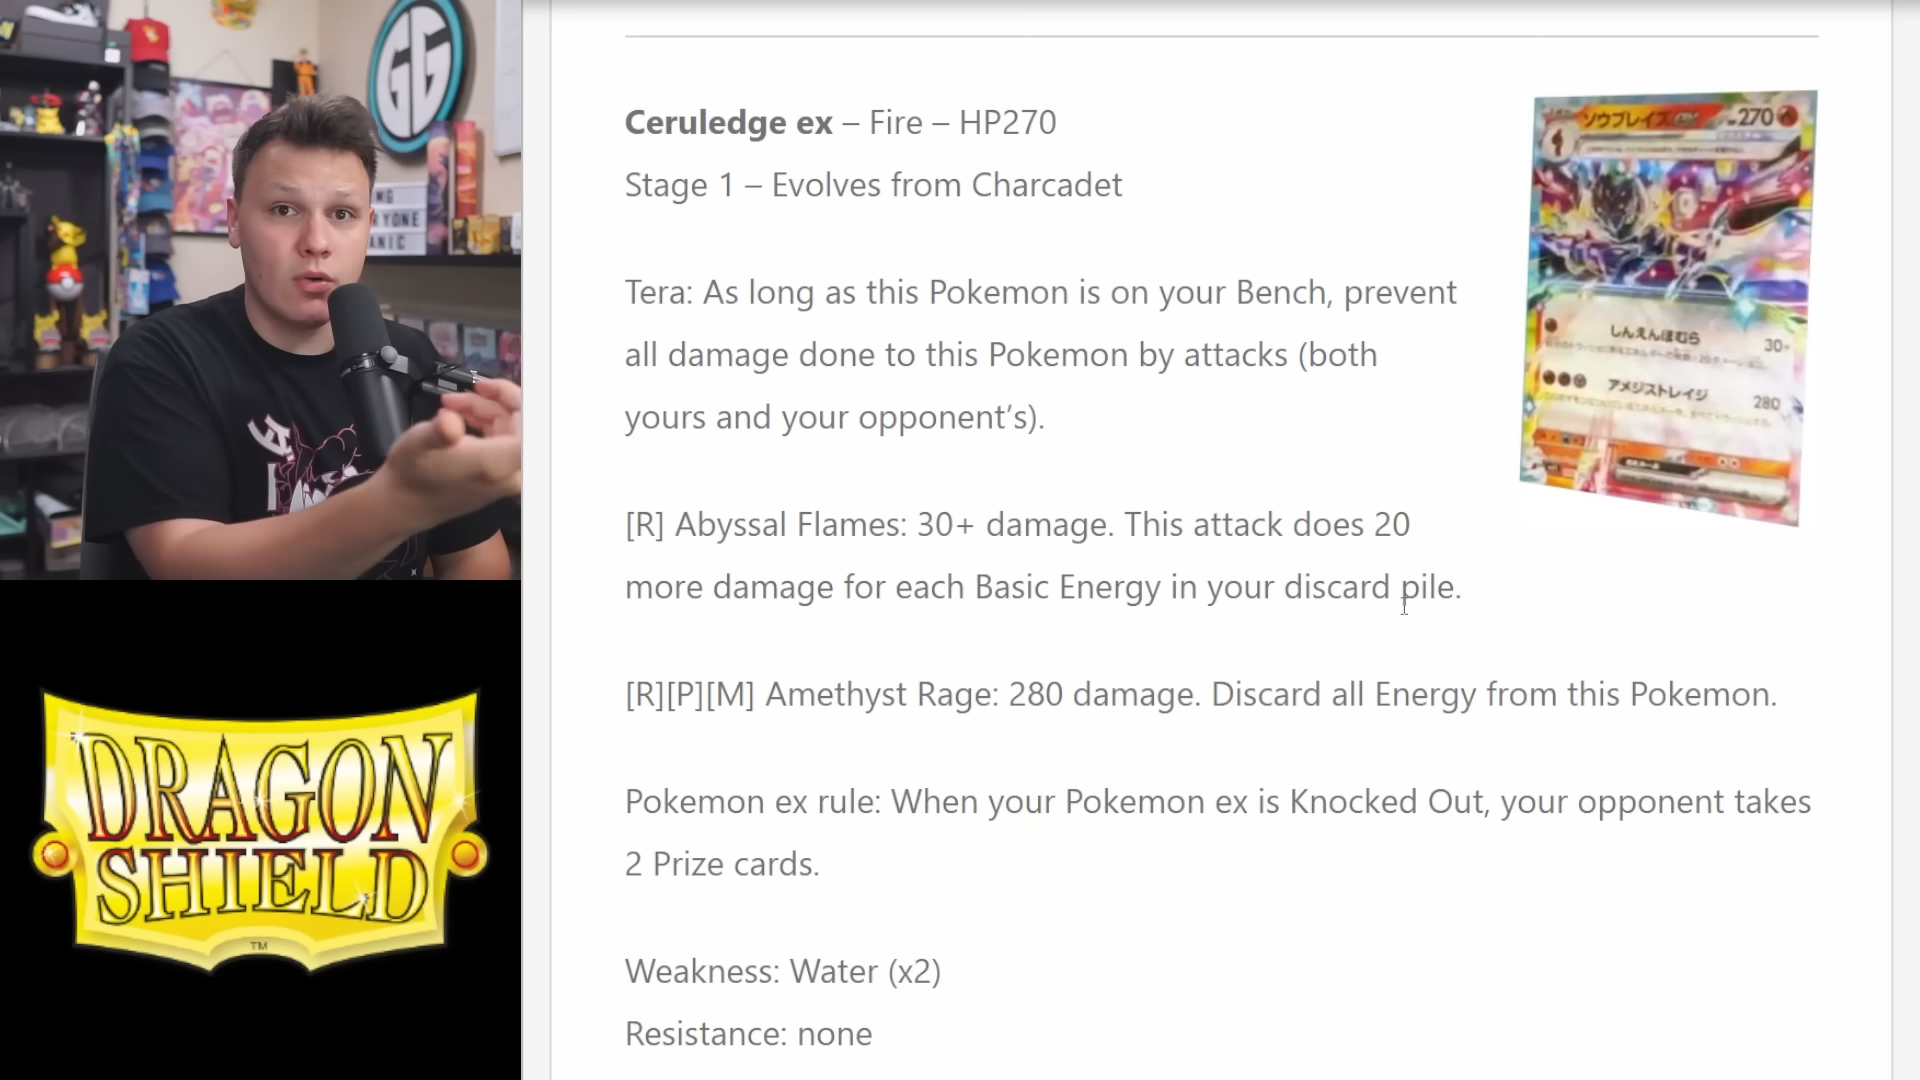 GG
ANIC
DRAGON
SHIELD
TM
Ceruledge ex – Fire – HP270
Stage 1 – Evolves from Charcadet
Tera: As long as this Pokemon is on your Bench, prevent
all damage done to this Pokemon by attacks (both
yours and your opponent’s).
[R] Abyssal Flames: 30+ damage. This attack does 20
more damage for each Basic Energy in your discard pile.
[R][P][M] Amethyst Rage: 280 damage. Discard all Energy from this Pokemon.
Pokemon ex rule: When your Pokemon ex is Knocked Out, your opponent takes
2 Prize cards.
Weakness: Water (x2)
Resistance: none
ソウブレイズex 270
しんえんほむら 30+
アメジストレイジ 280